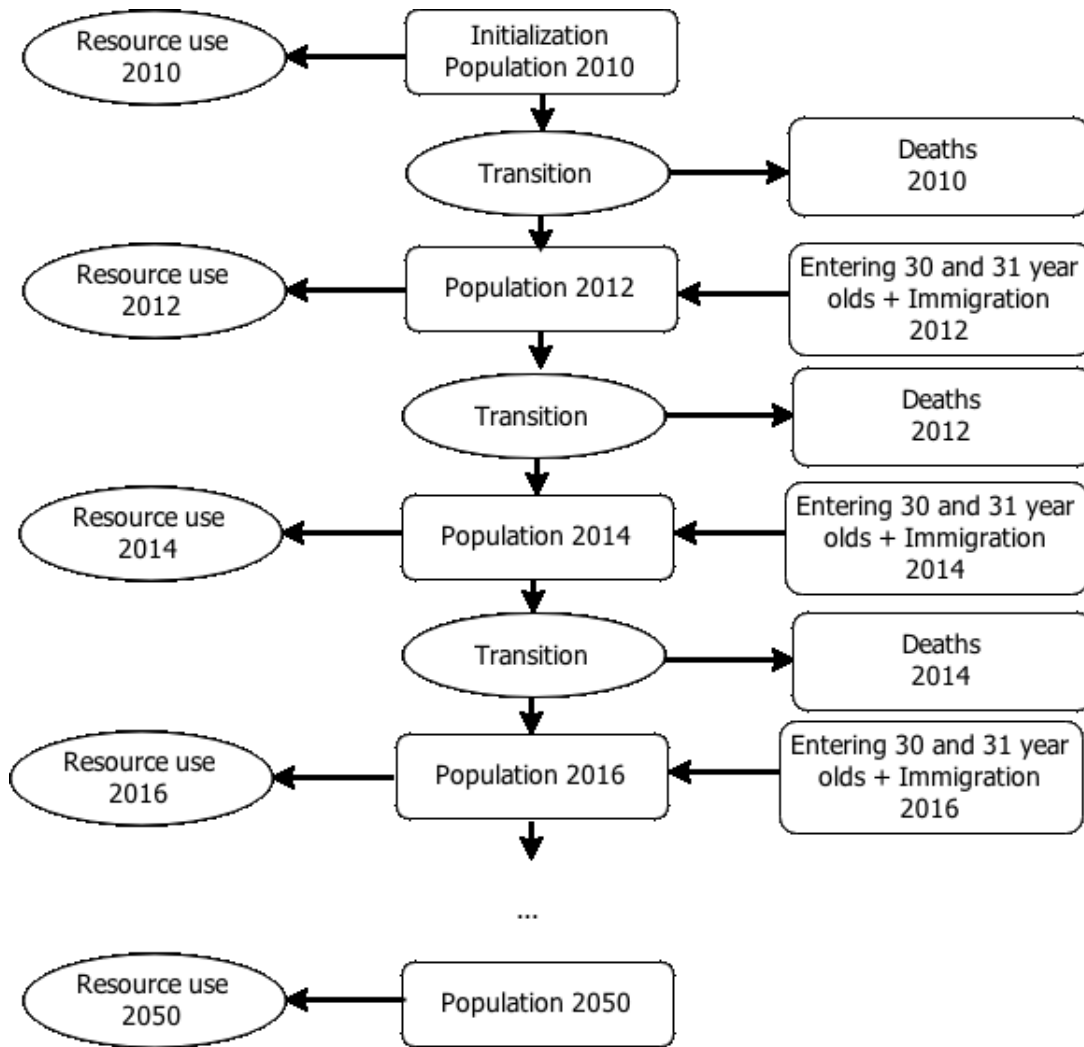 Resource use
2010
Initialization
Population 2010
Transition
Deaths
2010
Resource use
2012
Population 2012
Entering 30 and 31 year
olds + Immigration
2012
Transition
Deaths
2012
Resource use
2014
Population 2014
Entering 30 and 31 year
olds + Immigration
2014
Transition
Deaths
2014
Resource use
2016
Population 2016
Entering 30 and 31 year
olds + Immigration
2016
...
Resource use
2050
Population 2050